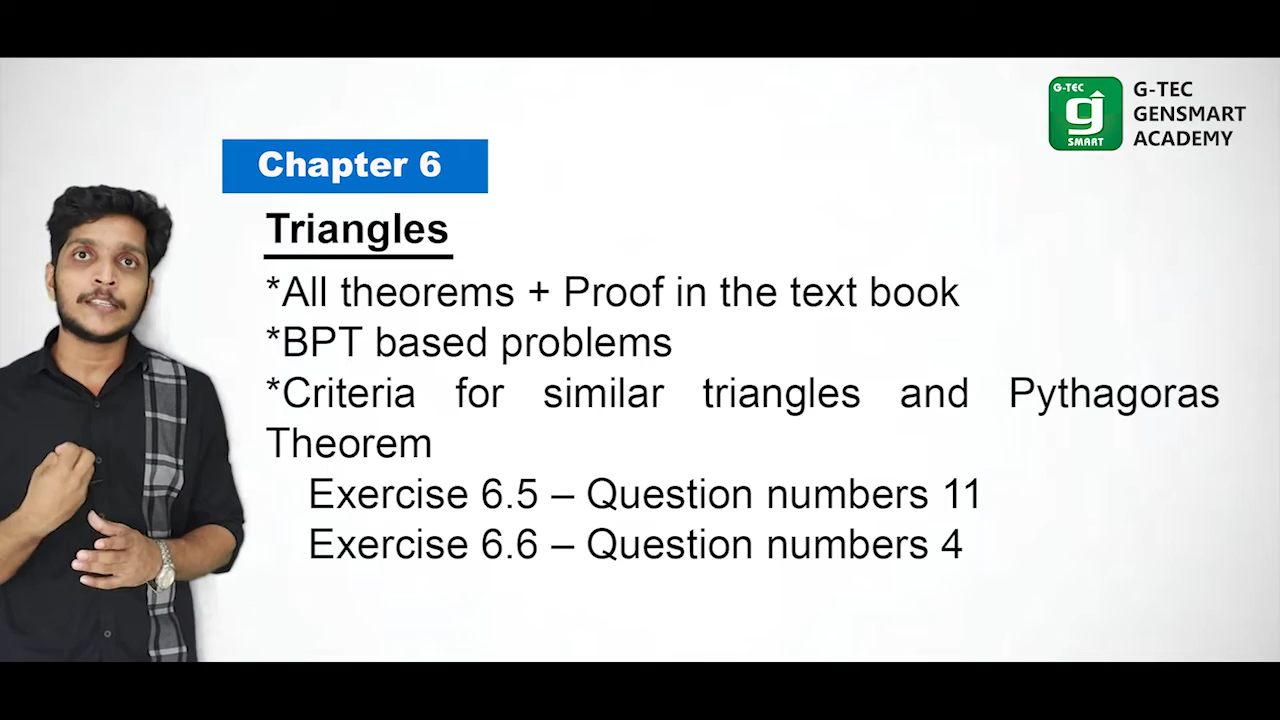 G-TEC
g
SMART
G-TEC
GENSMART
ACADEMY
Chapter 6
Triangles
*All theorems + Proof in the text book
*BPT based problems
*Criteria for similar triangles and Pythagoras
Theorem
Exercise 6.5 – Question numbers 11
Exercise 6.6 – Question numbers 4